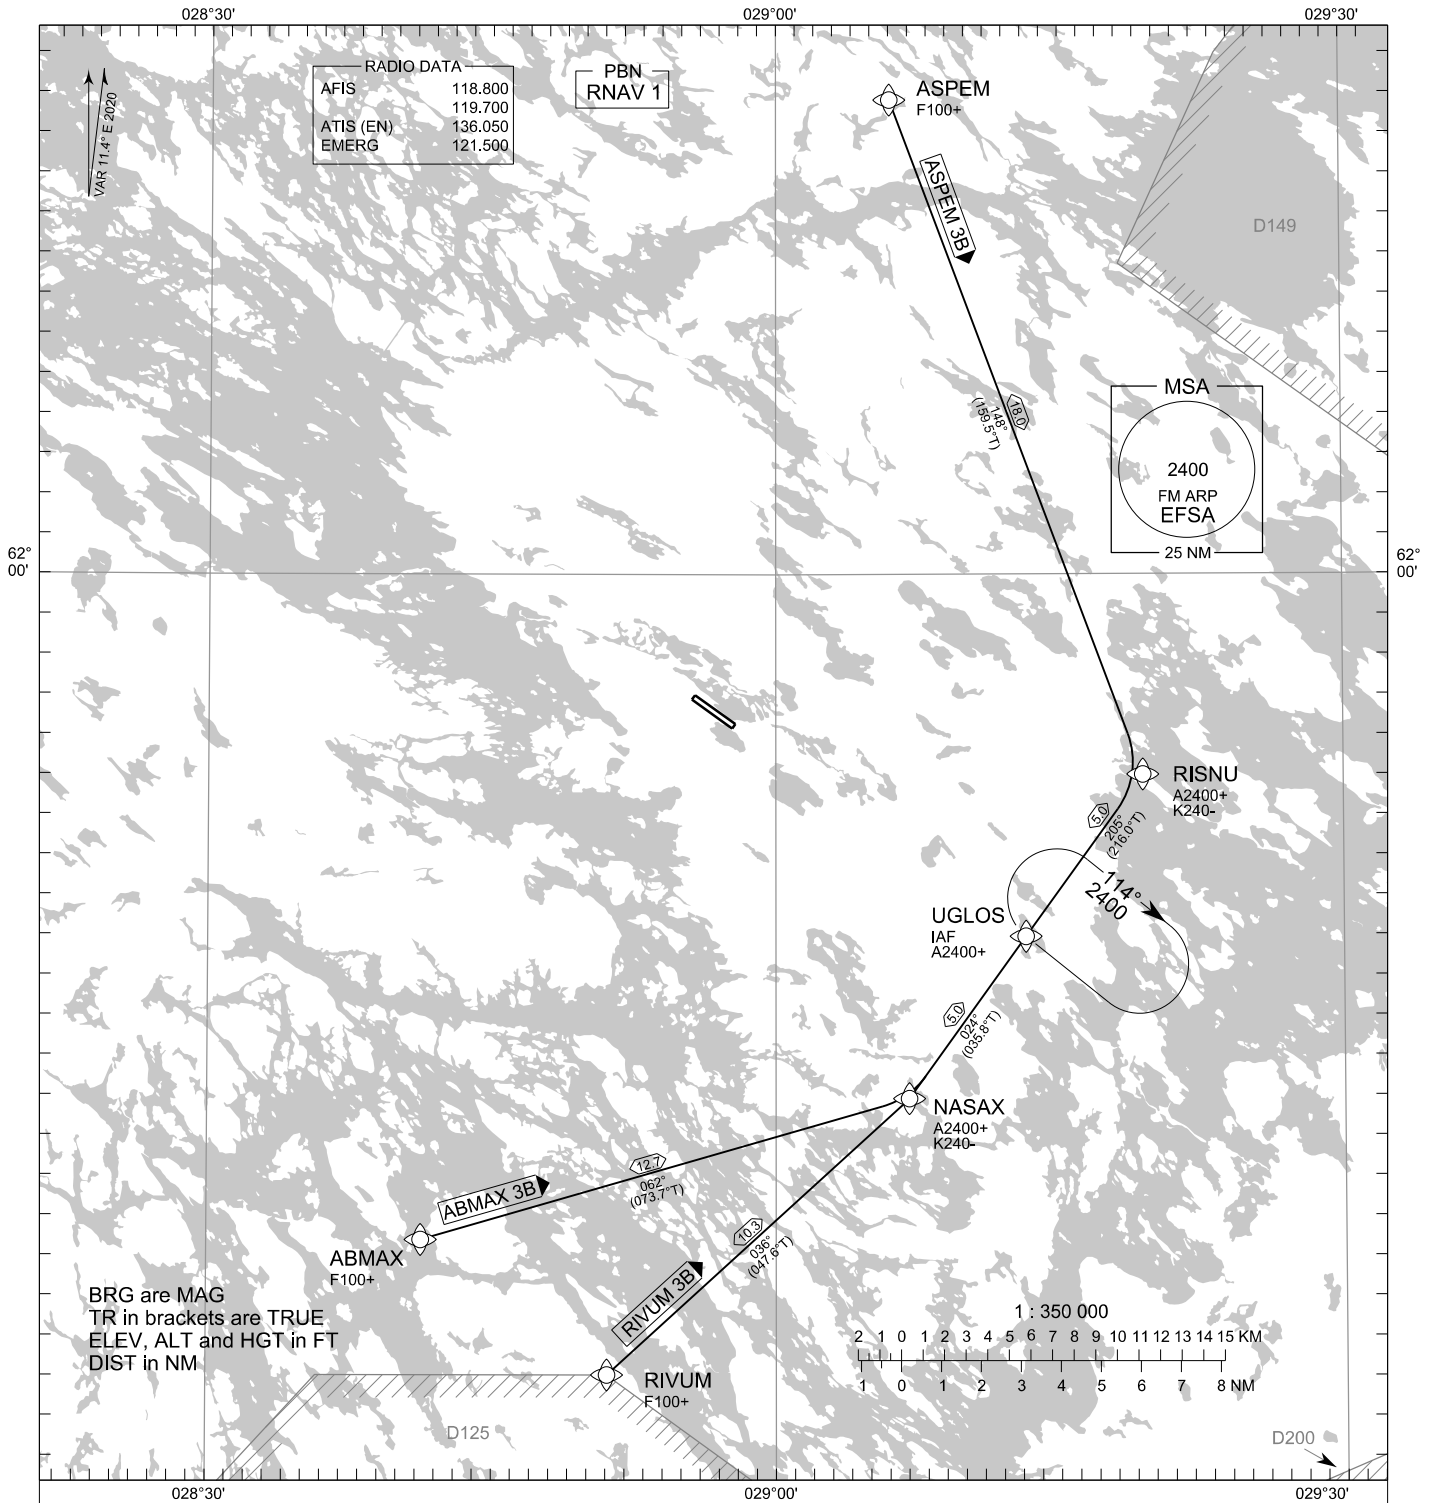 028°30'
029°00'
029°30'
VAR 11.4° E 2020
RADIO DATA
AFIS 118.800
119.700
ATIS (EN) 136.050
EMERG 121.500
PBN
RNAV 1
ASPEM
F100+
ASPEM 3B
D149
18.0
148°
(159.5°T)
MSA
2400
FM ARP
EFSA
25 NM
62°
00'
62°
00'
RISNU
A2400+
K240-
5.0
205°
(216.0°T)
114°
2400
UGLOS
IAF
A2400+
5.0
024°
(035.8°T)
NASAX
A2400+
K240-
12.7
062°
(073.7°T)
ABMAX 3B
ABMAX
F100+
10.3
036°
(047.6°T)
RIVUM 3B
RIVUM
F100+
BRG are MAG
TR in brackets are TRUE
ELEV, ALT and HGT in FT
DIST in NM
1 : 350 000
2 1 0 1 2 3 4 5 6 7 8 9 10 11 12 13 14 15 KM
1 0 1 2 3 4 5 6 7 8 NM
D125
D200
028°30'
029°00'
029°30'